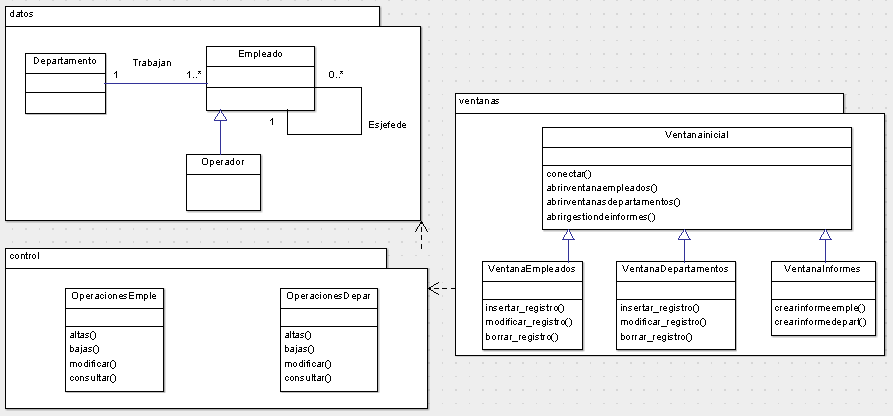 datos
Departamento
Trabajan
1
1..*
Empleado
0..*
1
Esjefede
Operador
control
OperacionesEmple
altas()
bajas()
modificar()
consultar()
OperacionesDepar
altas()
bajas()
modificar()
consultar()
ventanas
Ventanainicial
conectar()
abrirventanaempleados()
abrirventanasdepartamentos()
abrirgestiondeinformes()
VentanaEmpleados
insertar_registro()
modificar_registro()
borrar_registro()
VentanaDepartamentos
insertar_registro()
modificar_registro()
borrar_registro()
VentanaInformes
crearinformeemple()
crearinformedepart()